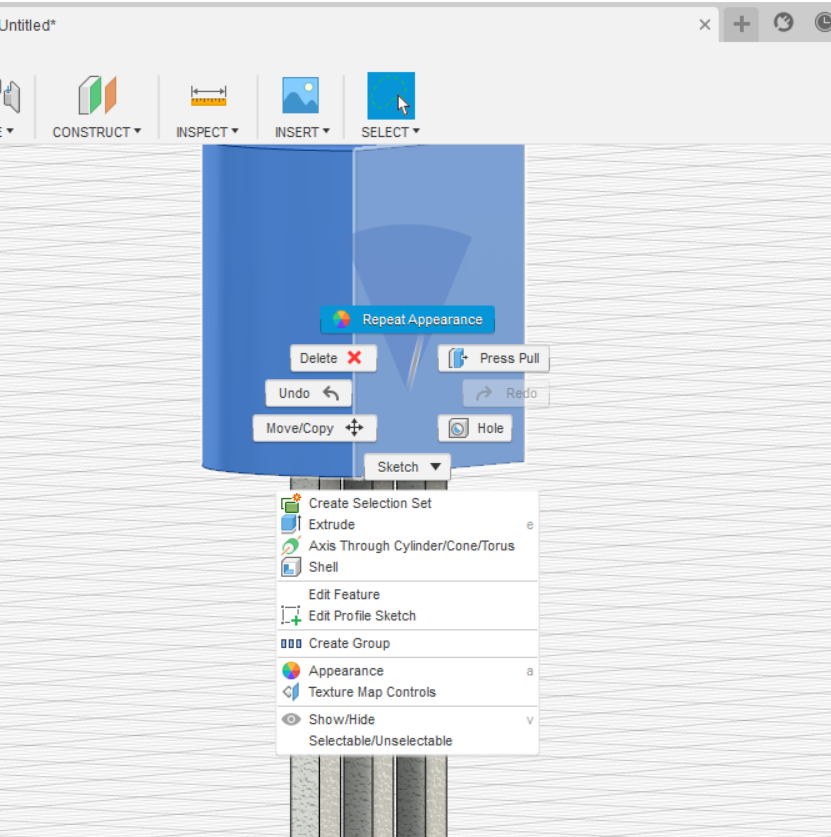 Untitled*
E
CONSTRUCT
INSPECT
INSERT
SELECT
Repeat Appearance
Delete
Press Pull
Undo
Redo
Move/Copy
Hole
Sketch
Create Selection Set
Extrude e
Axis Through Cylinder/Cone/Torus
Shell
Edit Feature
Edit Profile Sketch
Create Group
Appearance a
Texture Map Controls
Show/Hide v
Selectable/Unselectable